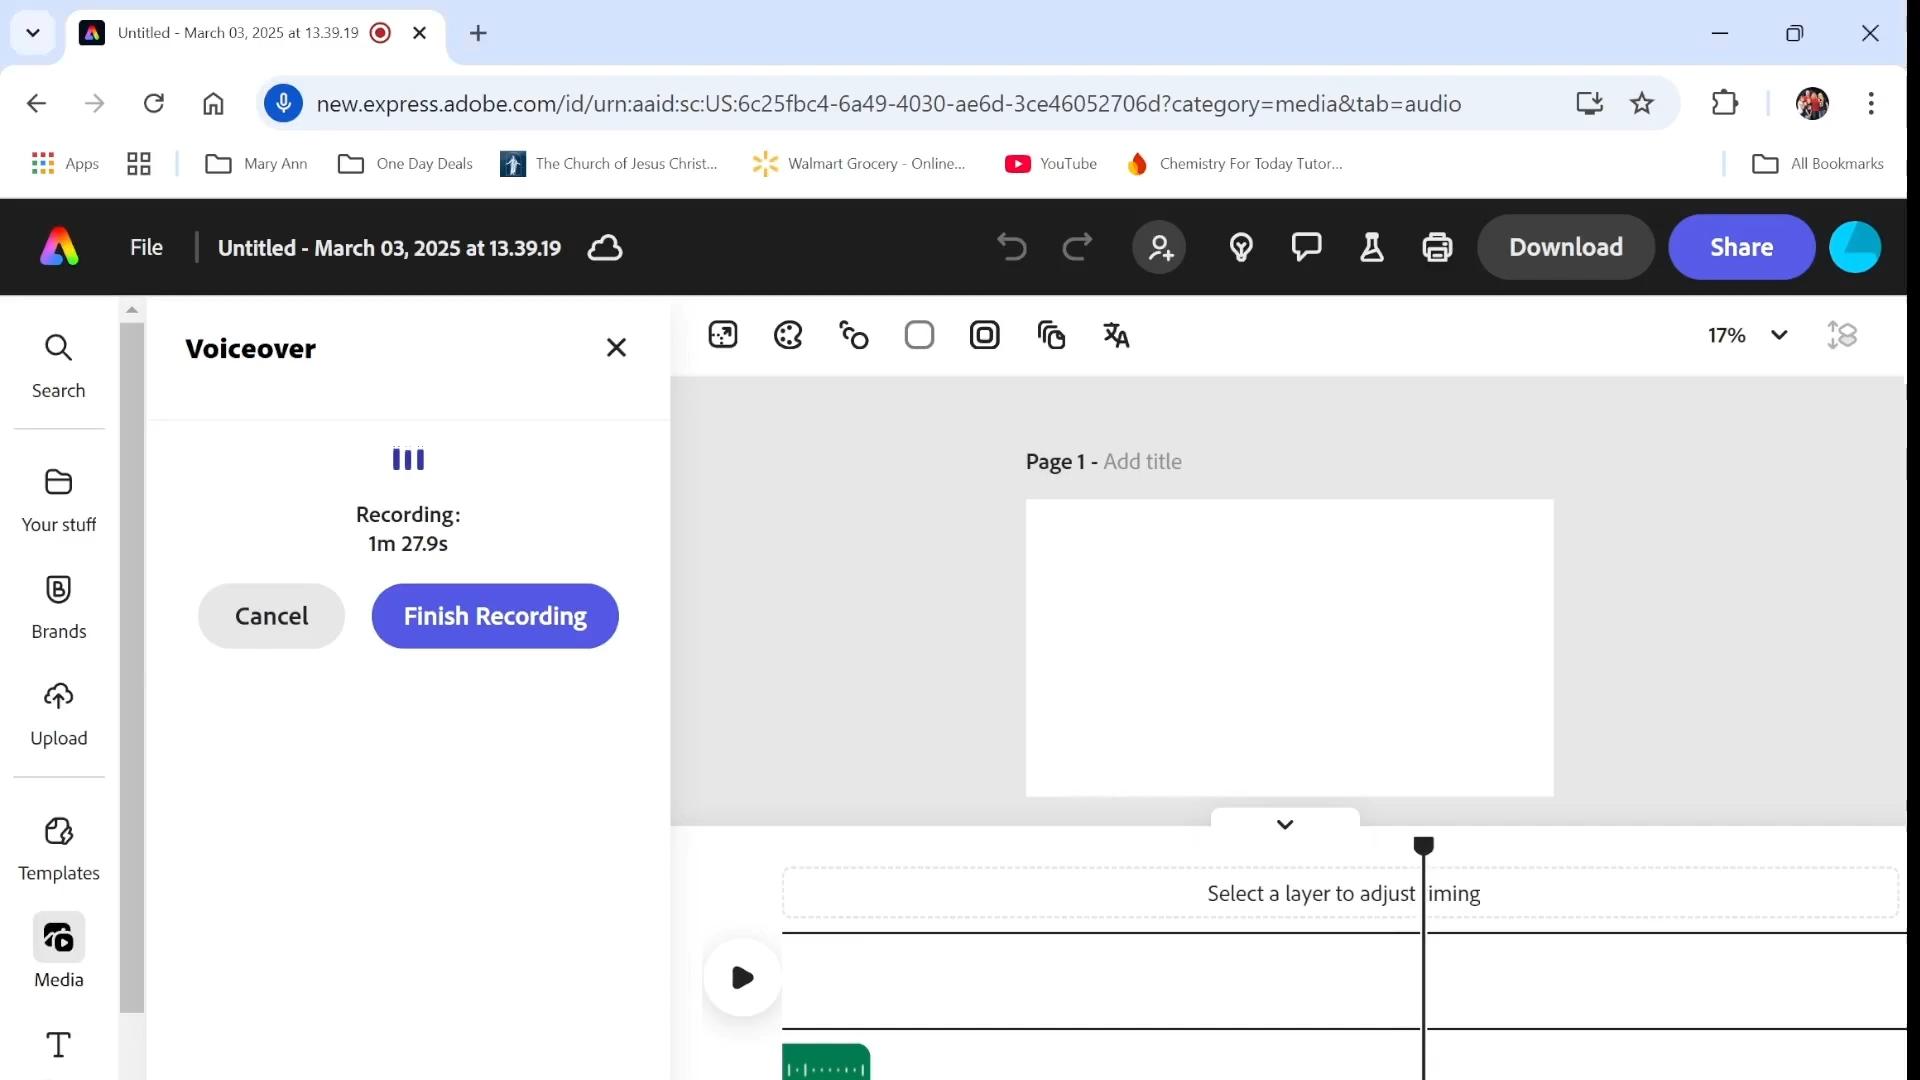 Untitled - March 03, 2025 at 13.39.19
new.express.adobe.com/id/urn:aaid:sc:US:6c25fbc4-6a49-4030-ae6d-3ce46052706d?category=media&tab=audio
Apps
Mary Ann
One Day Deals
The Church of Jesus Christ...
Walmart Grocery - Online...
YouTube
Chemistry For Today Tutor...
All Bookmarks
File
Untitled - March 03, 2025 at 13.39.19
Download
Share
Search
Your stuff
Brands
Upload
Templates
Media
Voiceover
Recording:
1m 27.9s
Cancel
Finish Recording
17%
Page 1 - Add title
Select a layer to adjust iming